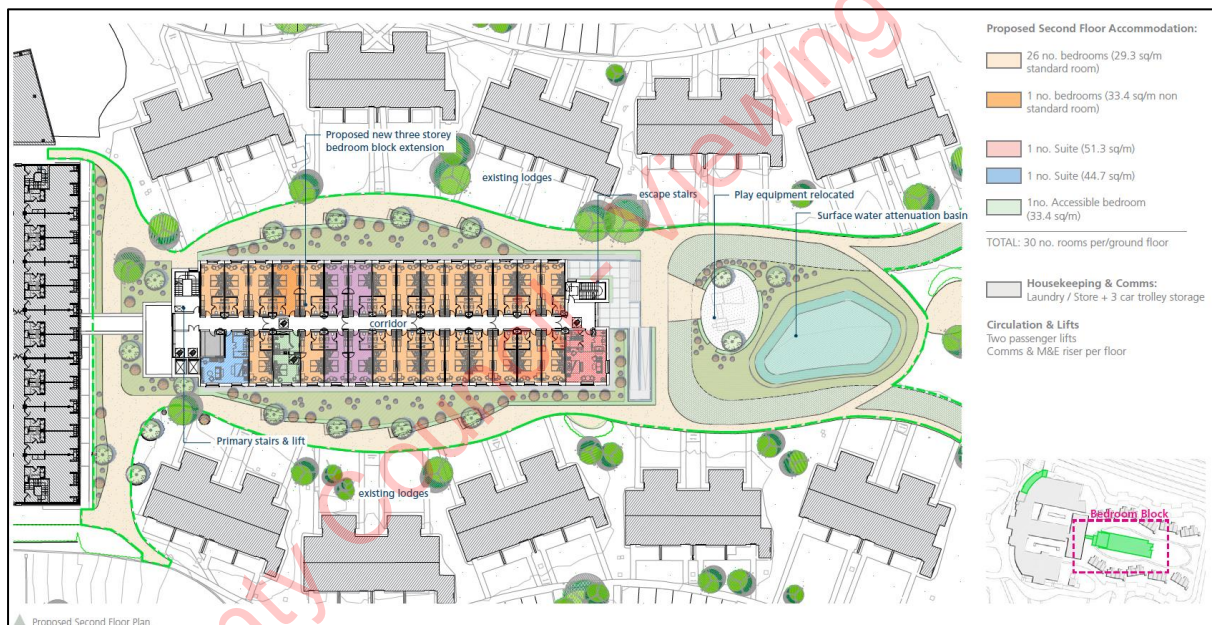 Proposed Second Floor Accommodation:
26 no. bedrooms (29.3 sq/m
standard room)
1 no. bedrooms (33.4 sq/m non
standard room)
1 no. Suite (51.3 sq/m)
1 no. Suite (44.7 sq/m)
1no. Accessible bedroom
(33.4 sq/m)
TOTAL: 30 no. rooms per/ground floor
Housekeeping & Comms:
Laundry / Store + 3 car trolley storage
Circulation & Lifts
Two passenger lifts
Comms & M&E riser per floor
Proposed new three storey
bedroom block extension
existing lodges
escape stairs
Play equipment relocated
Surface water attenuation basin
corridor
Primary stairs & lift
existing lodges
Bedroom Block
Proposed Second Floor Plan
nty Council - Viewing